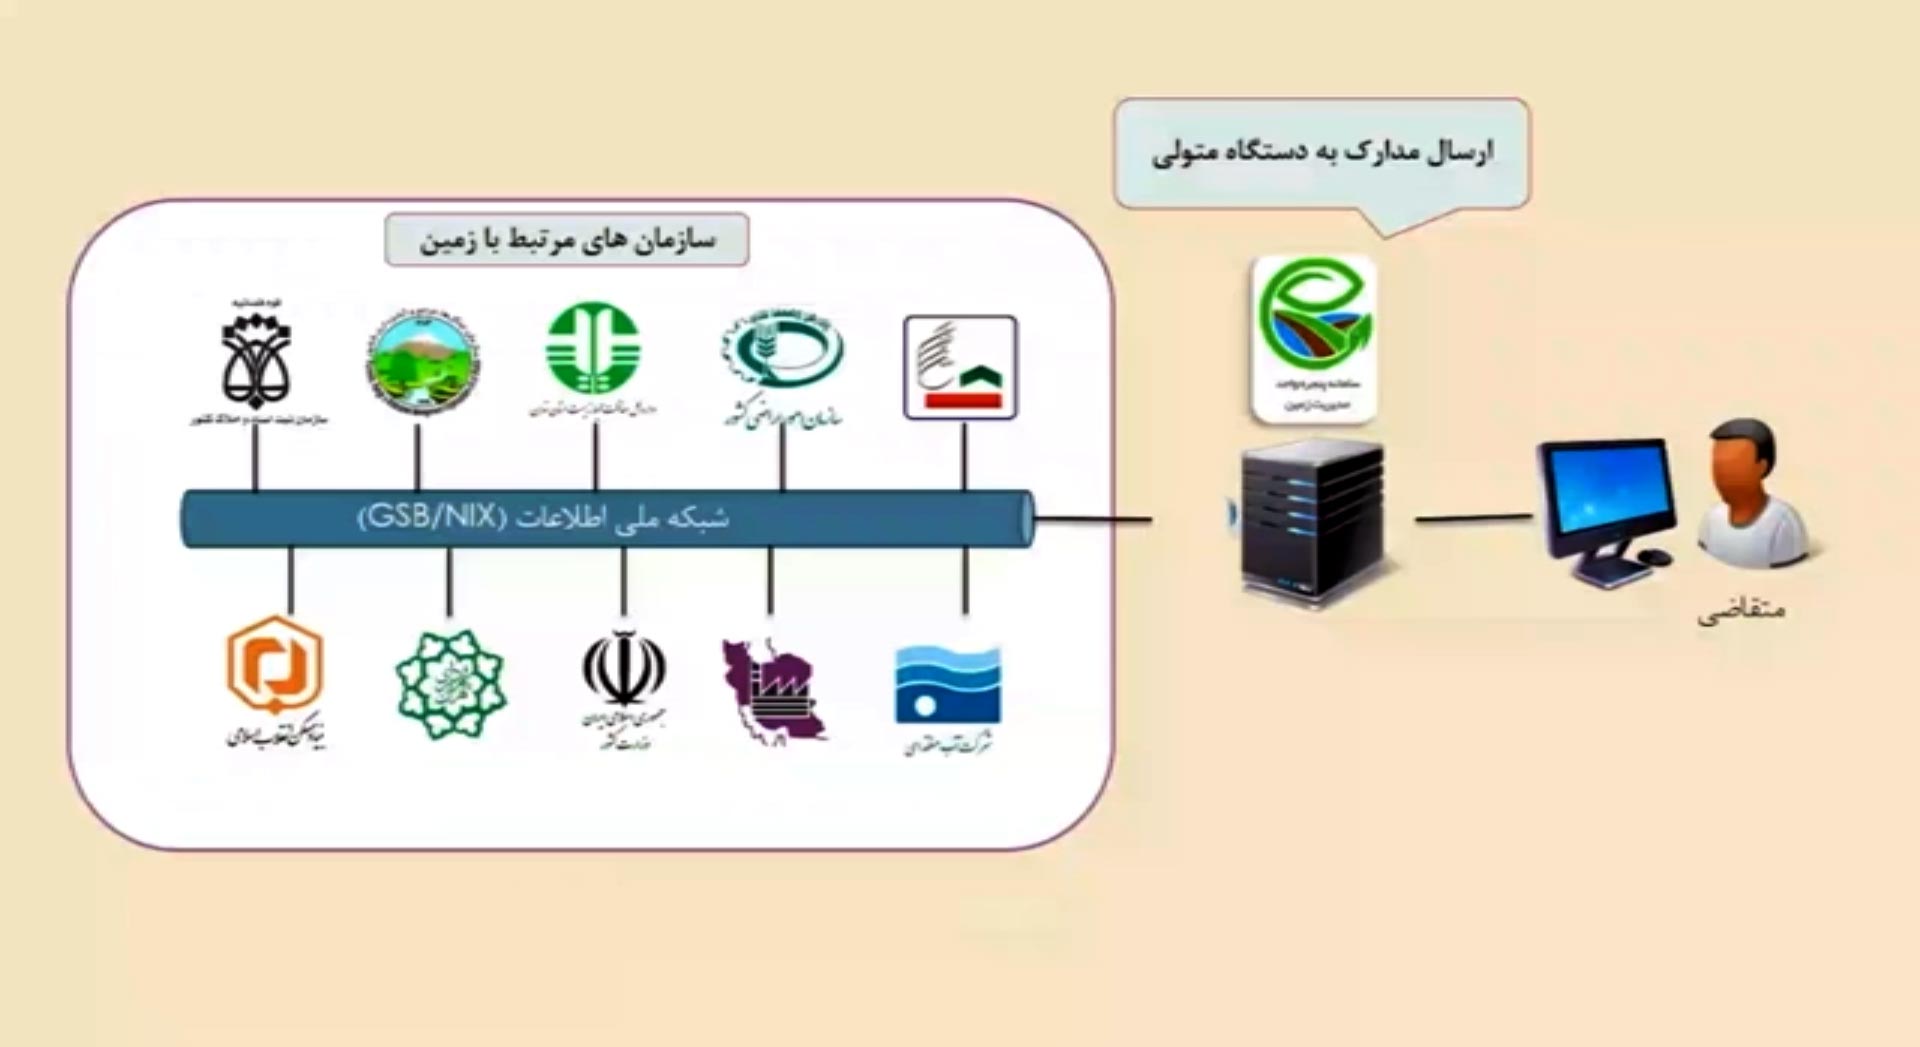 ارسال مدارک به دستگاه متولی
سازمان های مرتبط با زمین
قوه قضائیه
سازمان ثبت اسناد و املاک کشور
سازمان امور اراضی کشور
سامانه پنجره واحد
مدیریت زمین
شبکه ملی اطلاعات (GSB/NIX)
متقاضی
بنیاد مسکن انقلاب اسلامی
جمهوری اسلامی ایران
وزارت کشور
شرکت آب منطقه ای